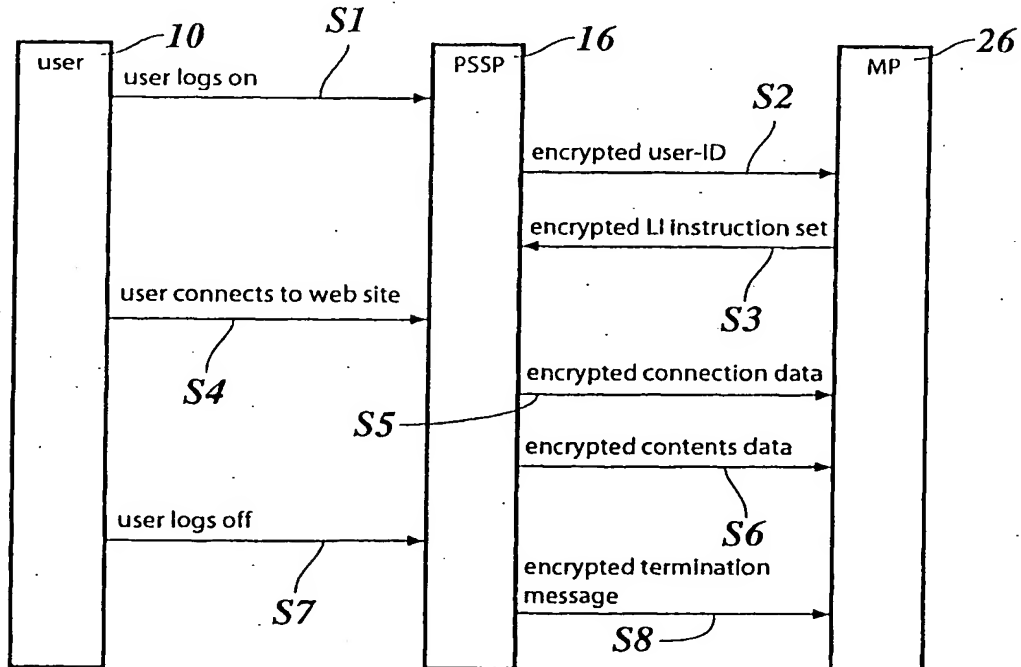 S1
10
16
26
user
PSSP
MP
user logs on
S2
encrypted user-ID
encrypted LI instruction set
S3
user connects to web site
S4
encrypted connection data
S5
encrypted contents data
S6
user logs off
S7
encrypted termination
message
S8